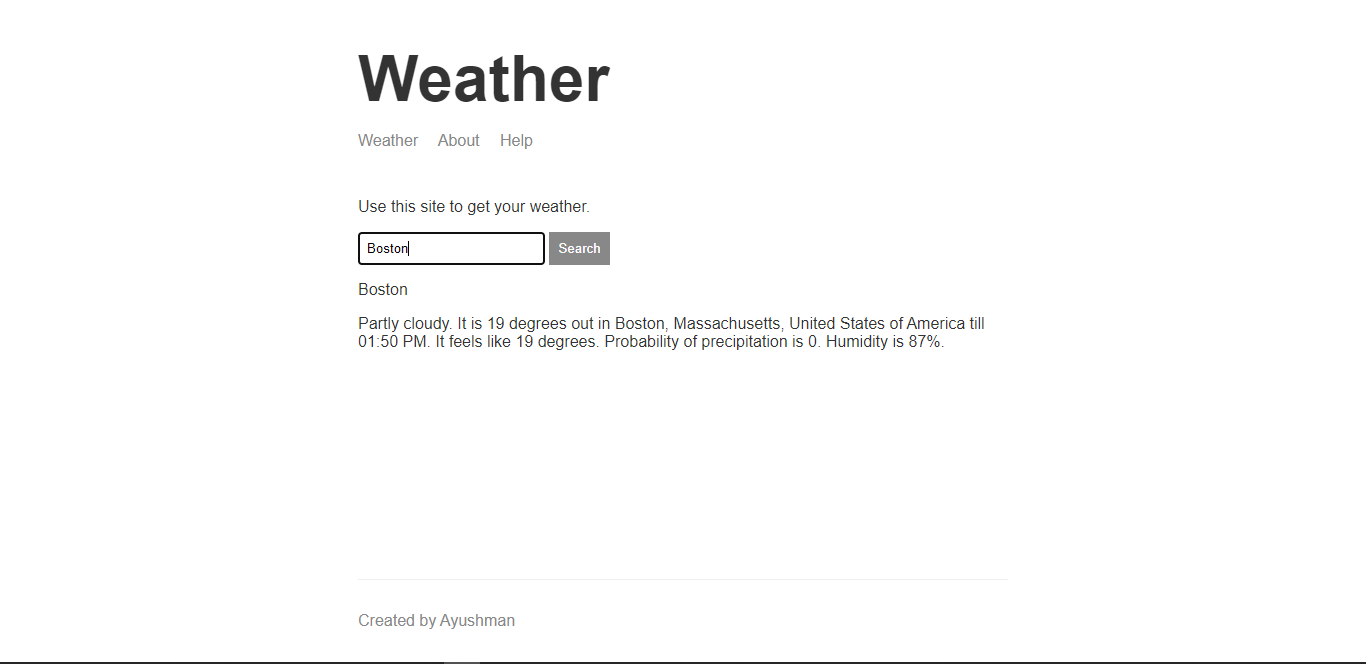 Weather
Weather About Help
Use this site to get your weather.
Boston Search
Boston
Partly cloudy. It is 19 degrees out in Boston, Massachusetts, United States of America till
01:50 PM. It feels like 19 degrees. Probability of precipitation is 0. Humidity is 87%.
Created by Ayushman